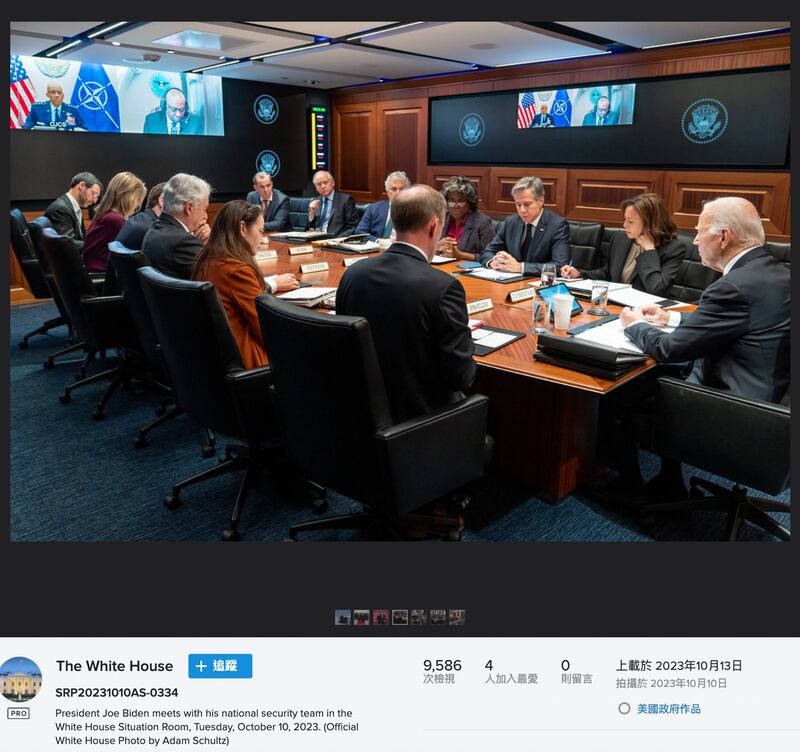 CJCS
The White House
+ 追蹤
PRO
SRP20231010AS-0334
President Joe Biden meets with his national security team in the
White House Situation Room, Tuesday, October 10, 2023. (Official
White House Photo by Adam Schultz)
9,586
次檢視
4
人加入最愛
0
則留言
上載於 2023年10月13日
拍攝於 2023年10月10日
美國政府作品